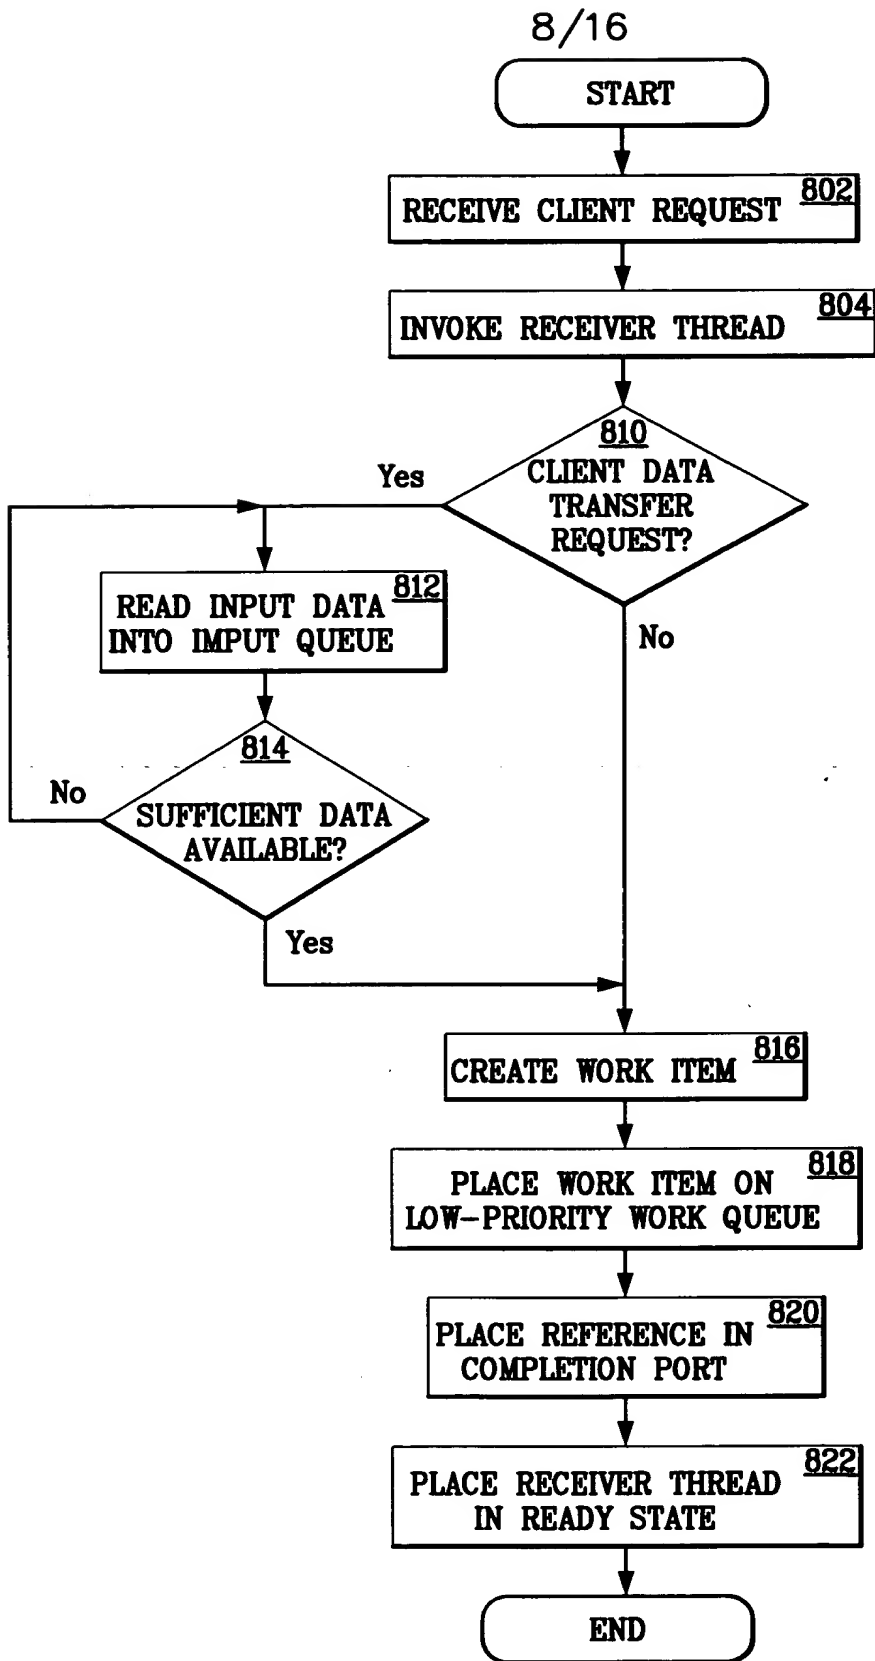 8/16
START
802
RECEIVE CLIENT REQUEST
804
INVOKE RECEIVER THREAD
810
CLIENT DATA
TRANSFER
REQUEST?
Yes
No
812
READ INPUT DATA
INTO IMPUT QUEUE
814
SUFFICIENT DATA
AVAILABLE?
No
Yes
816
CREATE WORK ITEM
818
PLACE WORK ITEM ON
LOW-PRIORITY WORK QUEUE
820
PLACE REFERENCE IN
COMPLETION PORT
822
PLACE RECEIVER THREAD
IN READY STATE
END